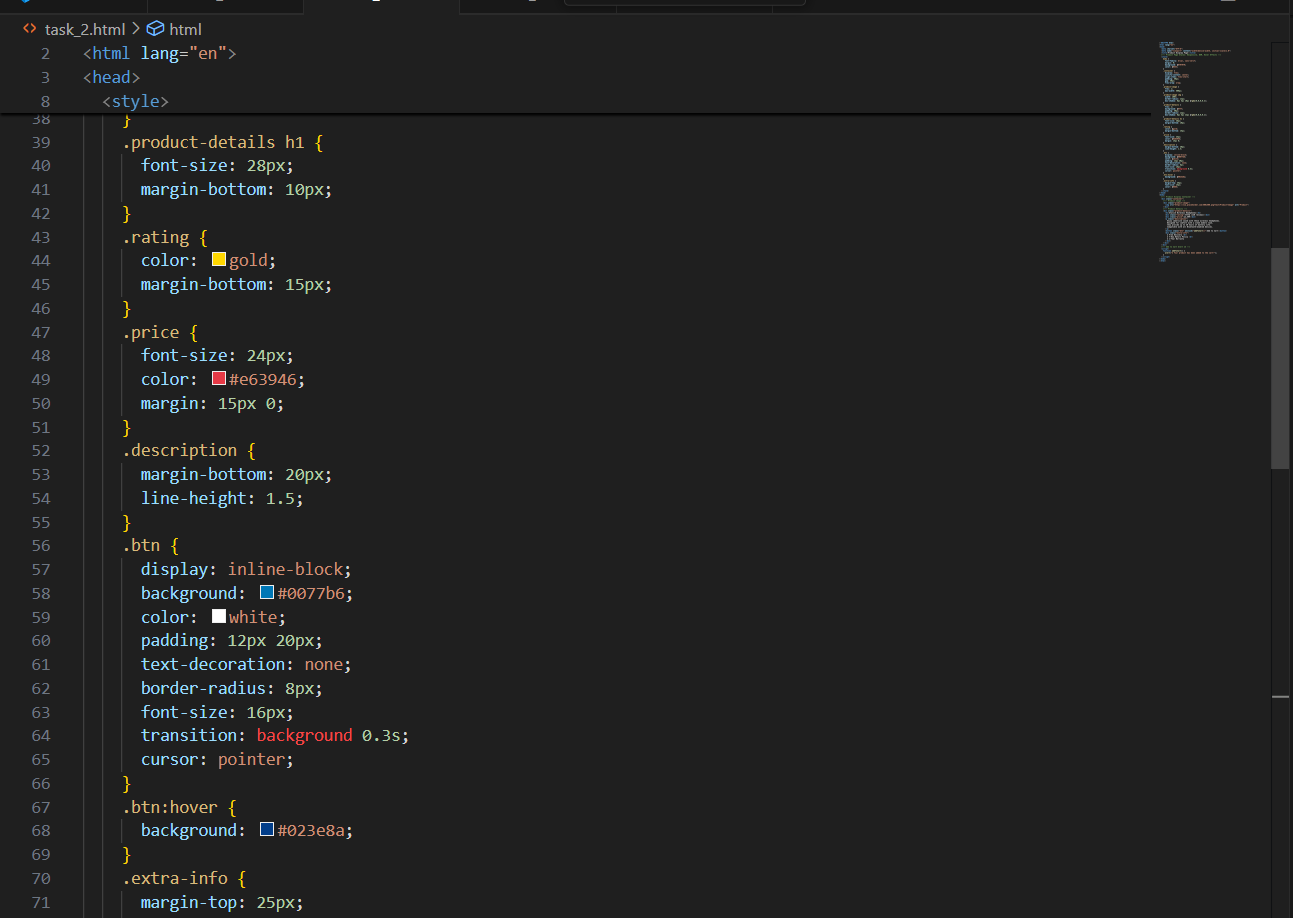 task_2.html > html
2 <html lang="en">
3 <head>
8 <style>
38 }
39 .product-details h1 {
40 font-size: 28px;
41 margin-bottom: 10px;
42 }
43 .rating {
44 color: gold;
45 margin-bottom: 15px;
46 }
47 .price {
48 font-size: 24px;
49 color: #e63946;
50 margin: 15px 0;
51 }
52 .description {
53 margin-bottom: 20px;
54 line-height: 1.5;
55 }
56 .btn {
57 display: inline-block;
58 background: #0077b6;
59 color: white;
60 padding: 12px 20px;
61 text-decoration: none;
62 border-radius: 8px;
63 font-size: 16px;
64 transition: background 0.3s;
65 cursor: pointer;
66 }
67 .btn:hover {
68 background: #023e8a;
69 }
70 .extra-info {
71 margin-top: 25px;